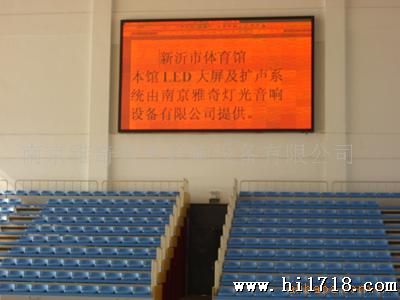 新沂市体育馆
本馆LED大屏及扩声系
统由南京雅奇灯光音响
设备有限公司提供。
http://www.hi1718.com